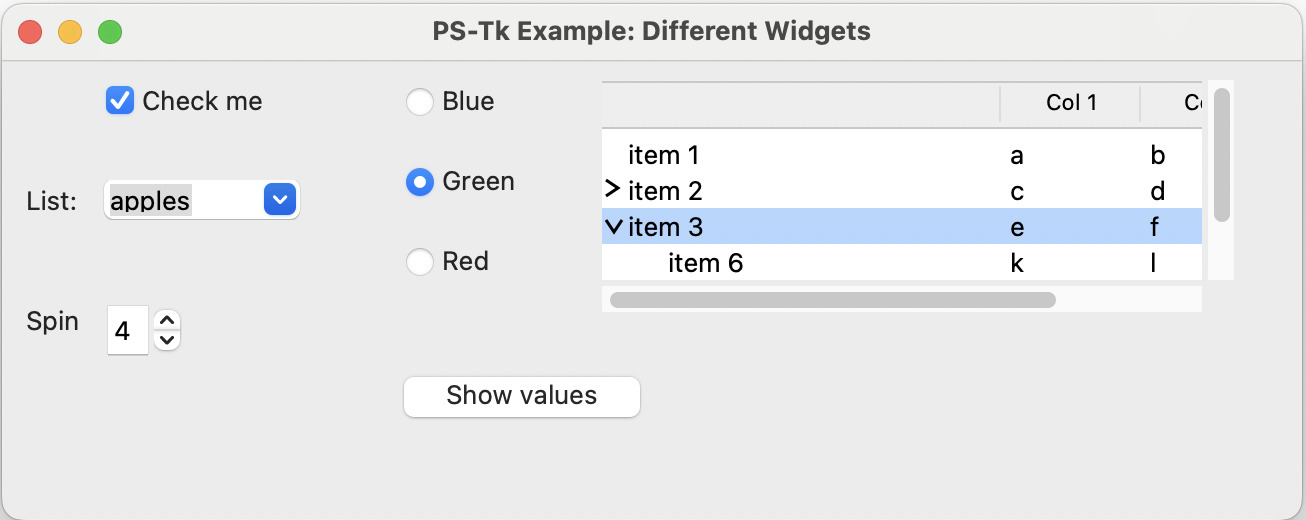 PS-Tk Example: Different Widgets
Check me
List: apples
Spin 4
Blue
Green
Red
Show values
Col 1
item 1 a b
item 2 c d
item 3 e f
item 6 k l